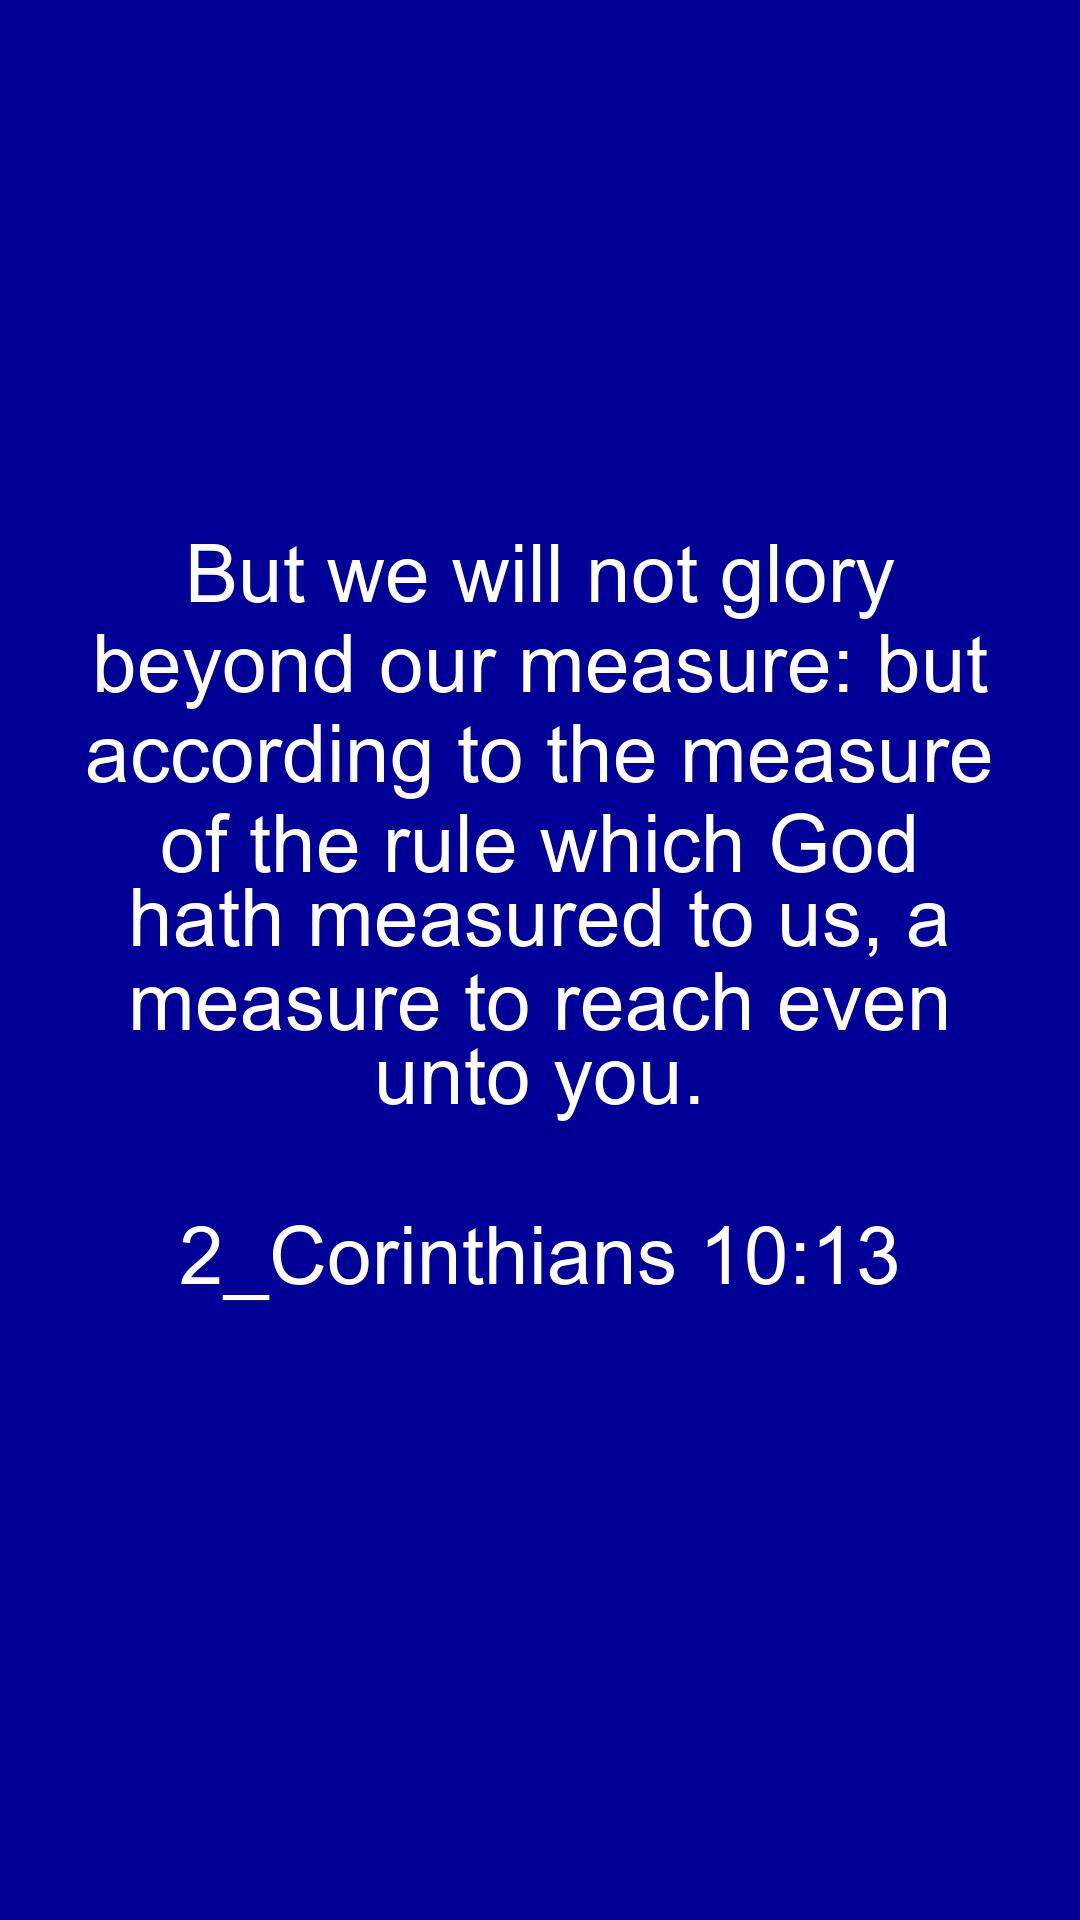 But we will not glory
beyond our measure: but
according to the measure
of the rule which God
hath measured to us, a
measure to reach even
unto you.
2_Corinthians 10:13